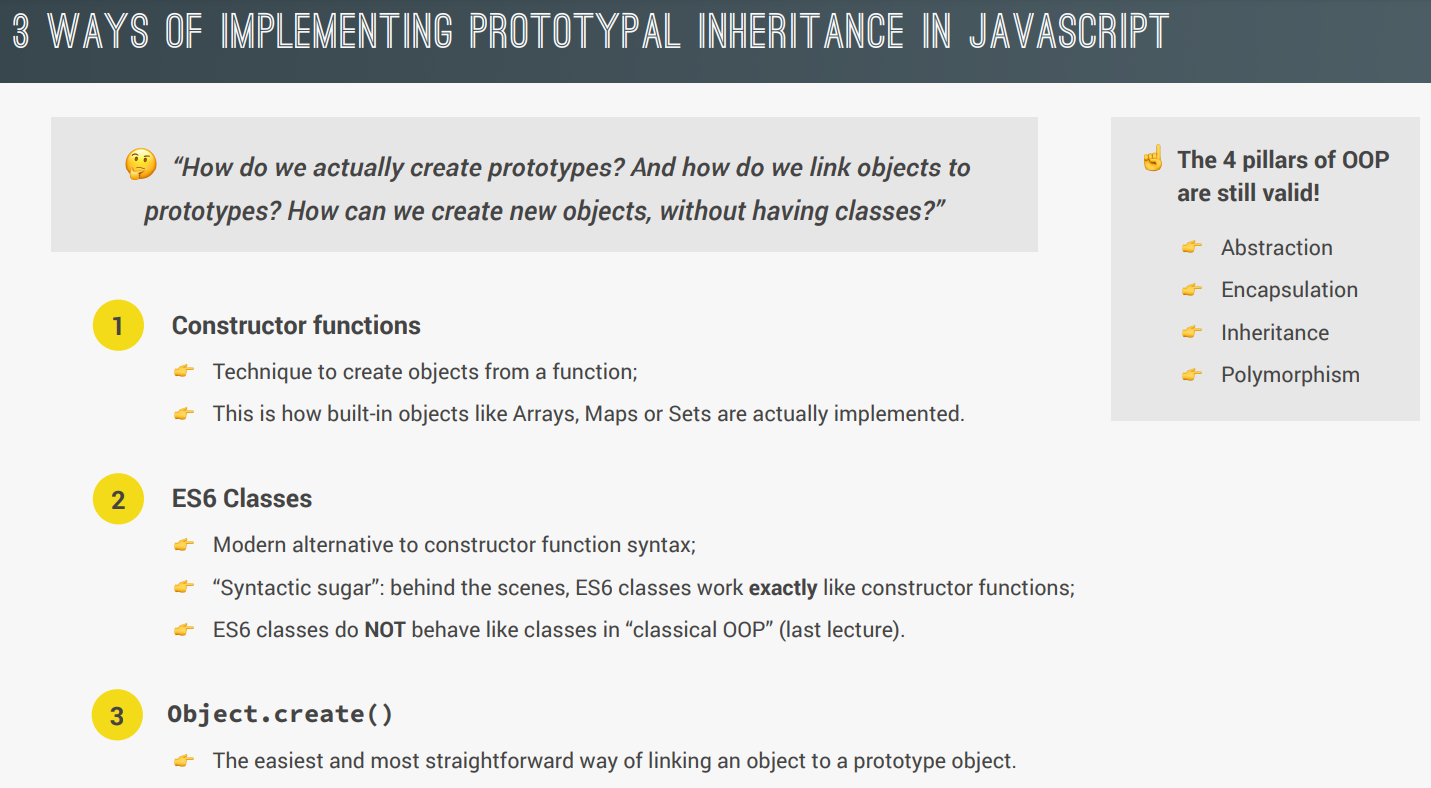 3 WAYS OF IMPLEMENTING PROTOTYPAL INHERITANCE IN JAVASCRIPT
🤔 “How do we actually create prototypes? And how do we link objects to
prototypes? How can we create new objects, without having classes?”
1 Constructor functions
👉 Technique to create objects from a function;
👉 This is how built-in objects like Arrays, Maps or Sets are actually implemented.
2 ES6 Classes
👉 Modern alternative to constructor function syntax;
👉 “Syntactic sugar”: behind the scenes, ES6 classes work exactly like constructor functions;
👉 ES6 classes do NOT behave like classes in “classical OOP” (last lecture).
3 Object.create()
👉 The easiest and most straightforward way of linking an object to a prototype object.
☝️ The 4 pillars of OOP
are still valid!
👉 Abstraction
👉 Encapsulation
👉 Inheritance
👉 Polymorphism